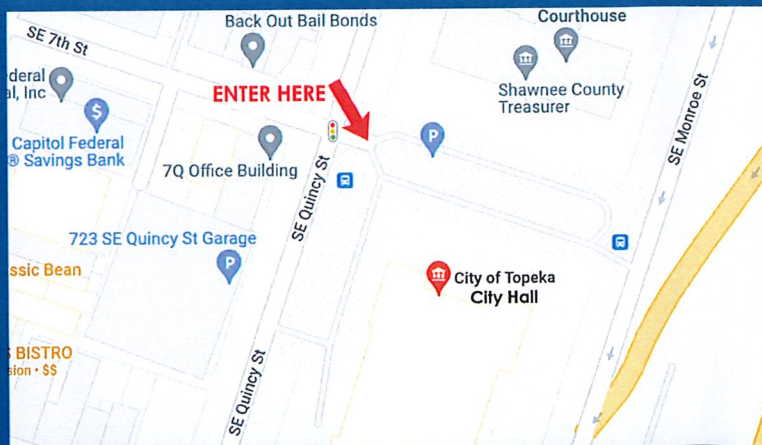 Back Out Bail Bonds
Courthouse
SE 7th St
Shawnee County
Treasurer
SE Monroe St
ederal
al, Inc
ENTER HERE
$
Capitol Federal
® Savings Bank
7Q Office Building
P
SE Quincy St
723 SE Quincy St Garage
P
ssic Bean
City of Topeka
City Hall
S BISTRO
sion • $$
SE Quincy St